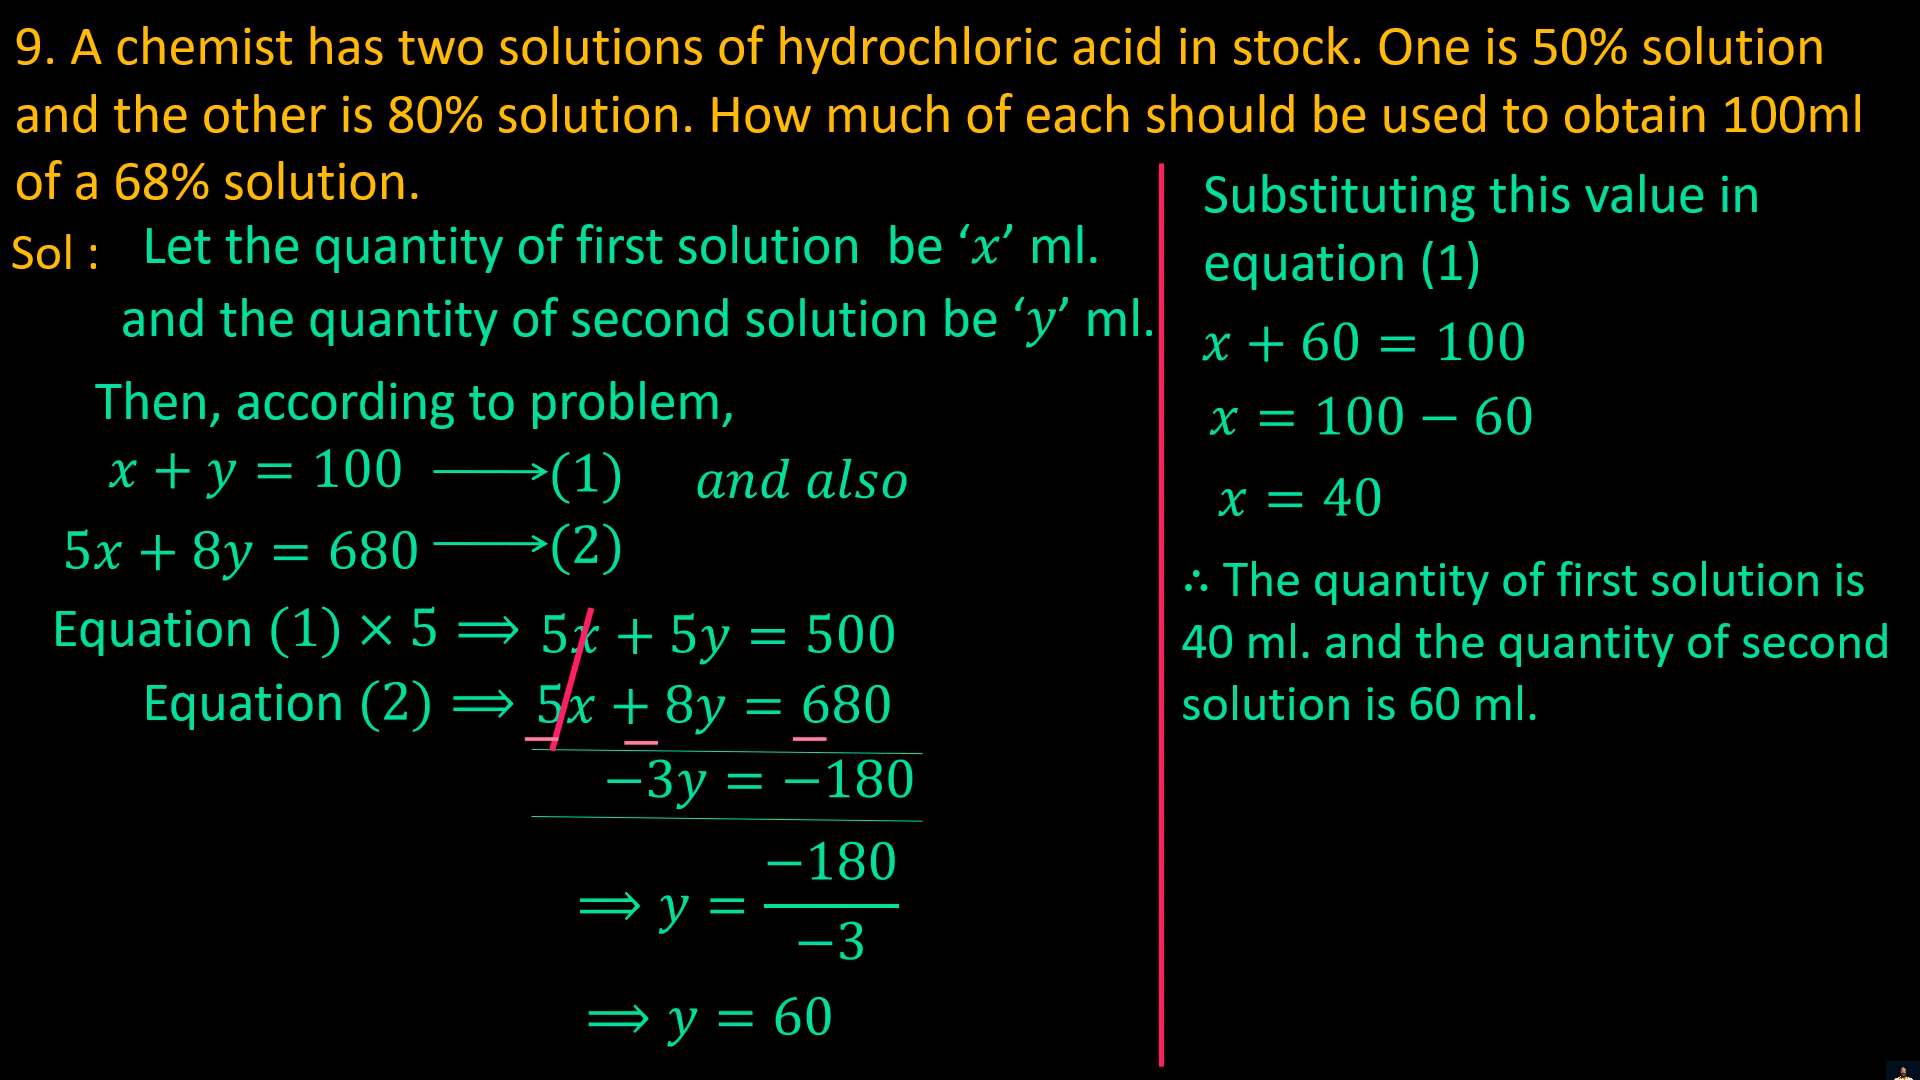 9. A chemist has two solutions of hydrochloric acid in stock. One is 50% solution
and the other is 80% solution. How much of each should be used to obtain 100ml
of a 68% solution.
Sol : Let the quantity of first solution be ‘x’ ml.
and the quantity of second solution be ‘y’ ml.
Then, according to problem,
x + y = 100 ⟶(1) and also
5x + 8y = 680 ⟶(2)
Equation (1) × 5 ⟹ 5x + 5y = 500
Equation (2) ⟹ 5x + 8y = 680
−3y = −180
⟹ y = −180/−3
⟹ y = 60
Substituting this value in
equation (1)
x + 60 = 100
x = 100 − 60
x = 40
∴ The quantity of first solution is
40 ml. and the quantity of second
solution is 60 ml.